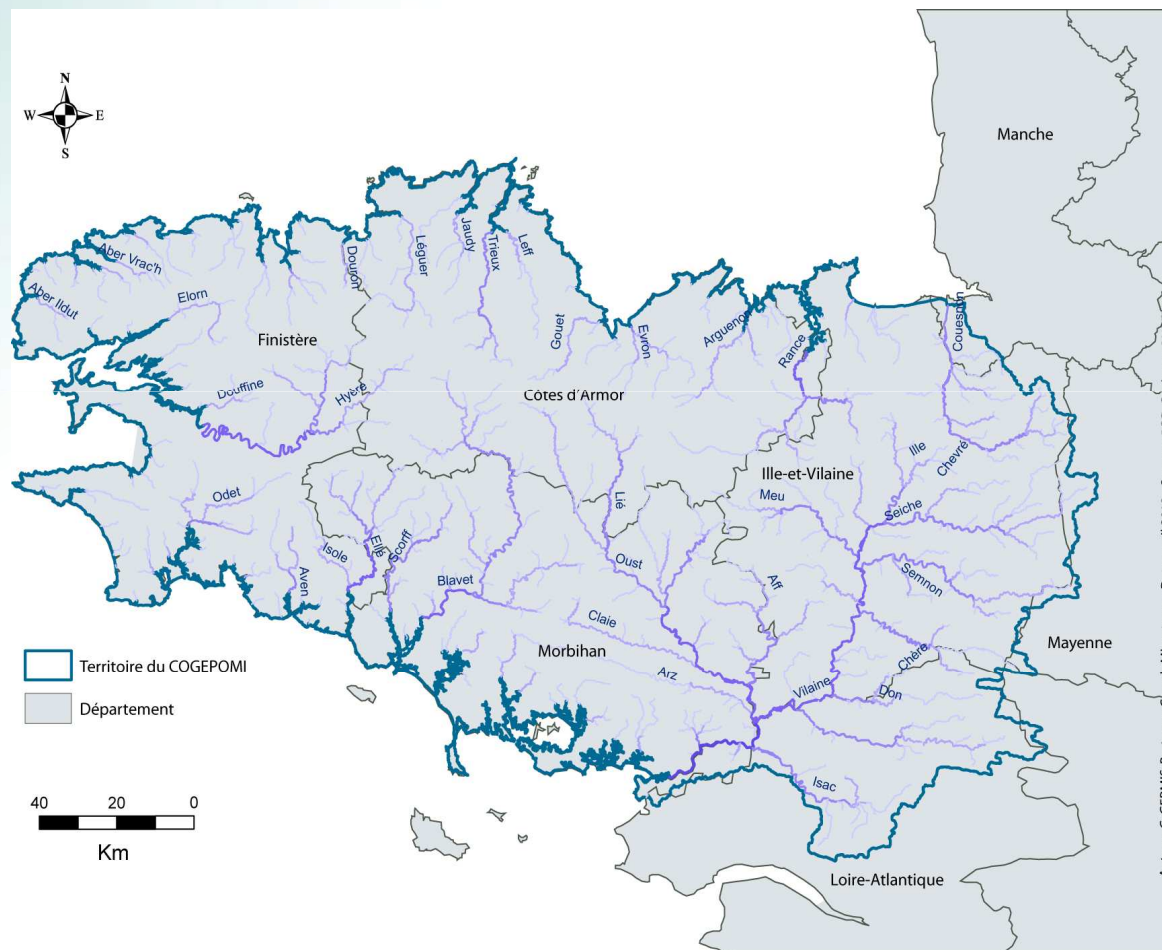 N
W E
S
Manche
Aber Vrac'h
Aber Ildut
Elorn
Finistère
Douron
Léguer
Jaudy
Trieux
Leff
Gouet
Evron
Arguenon
Rance
Couesnon
Douffine
Hyère
Côtes d'Armor
Ille-et-Vilaine
Ille
Chevré
Meu
Seiche
Odet
Isole
Ellé
Scorff
Aven
Blavet
Lié
Oust
Aff
Semnon
Claie
Morbihan
Arz
Chère
Mayenne
Vilaine
Don
Isac
Loire-Atlantique
Territoire du COGEPOMI
Département
40 20 0
Km